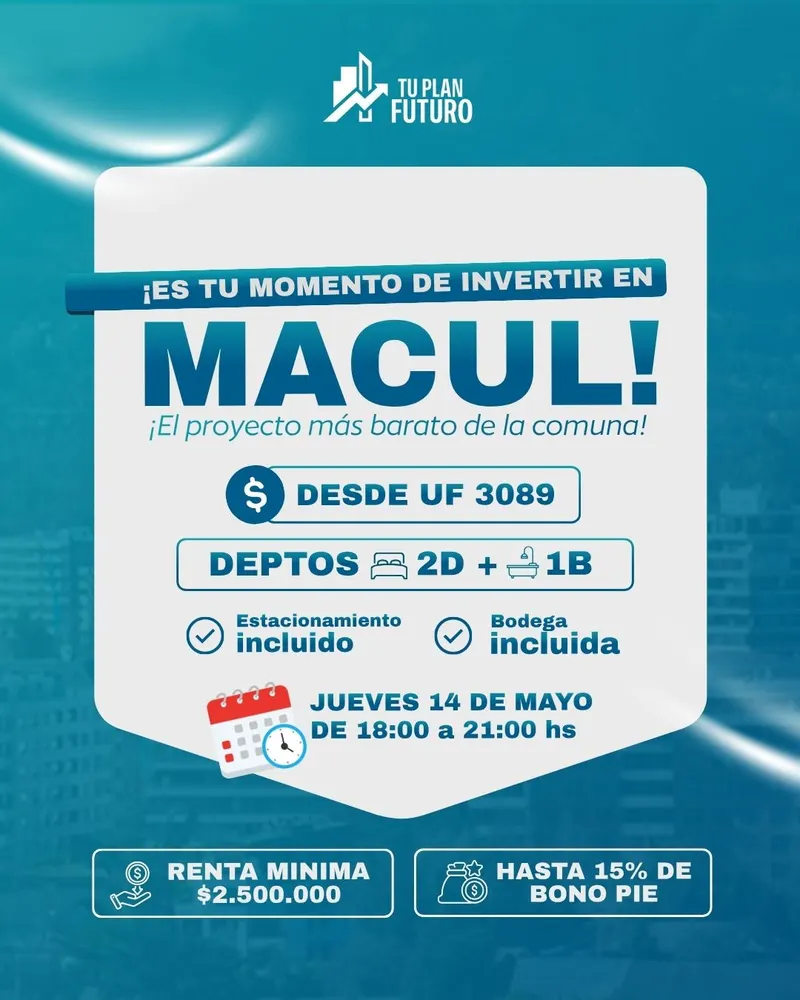 TU PLAN
FUTURO
¡ES TU MOMENTO DE INVERTIR EN
MACUL!
¡El proyecto más barato de la comuna!
$ DESDE UF 3089
DEPTOS 2D + 1B
Estacionamiento
incluido
Bodega
incluida
JUEVES 14 DE MAYO
DE 18:00 a 21:00 hs
RENTA MINIMA
$2.500.000
HASTA 15% DE
BONO PIE